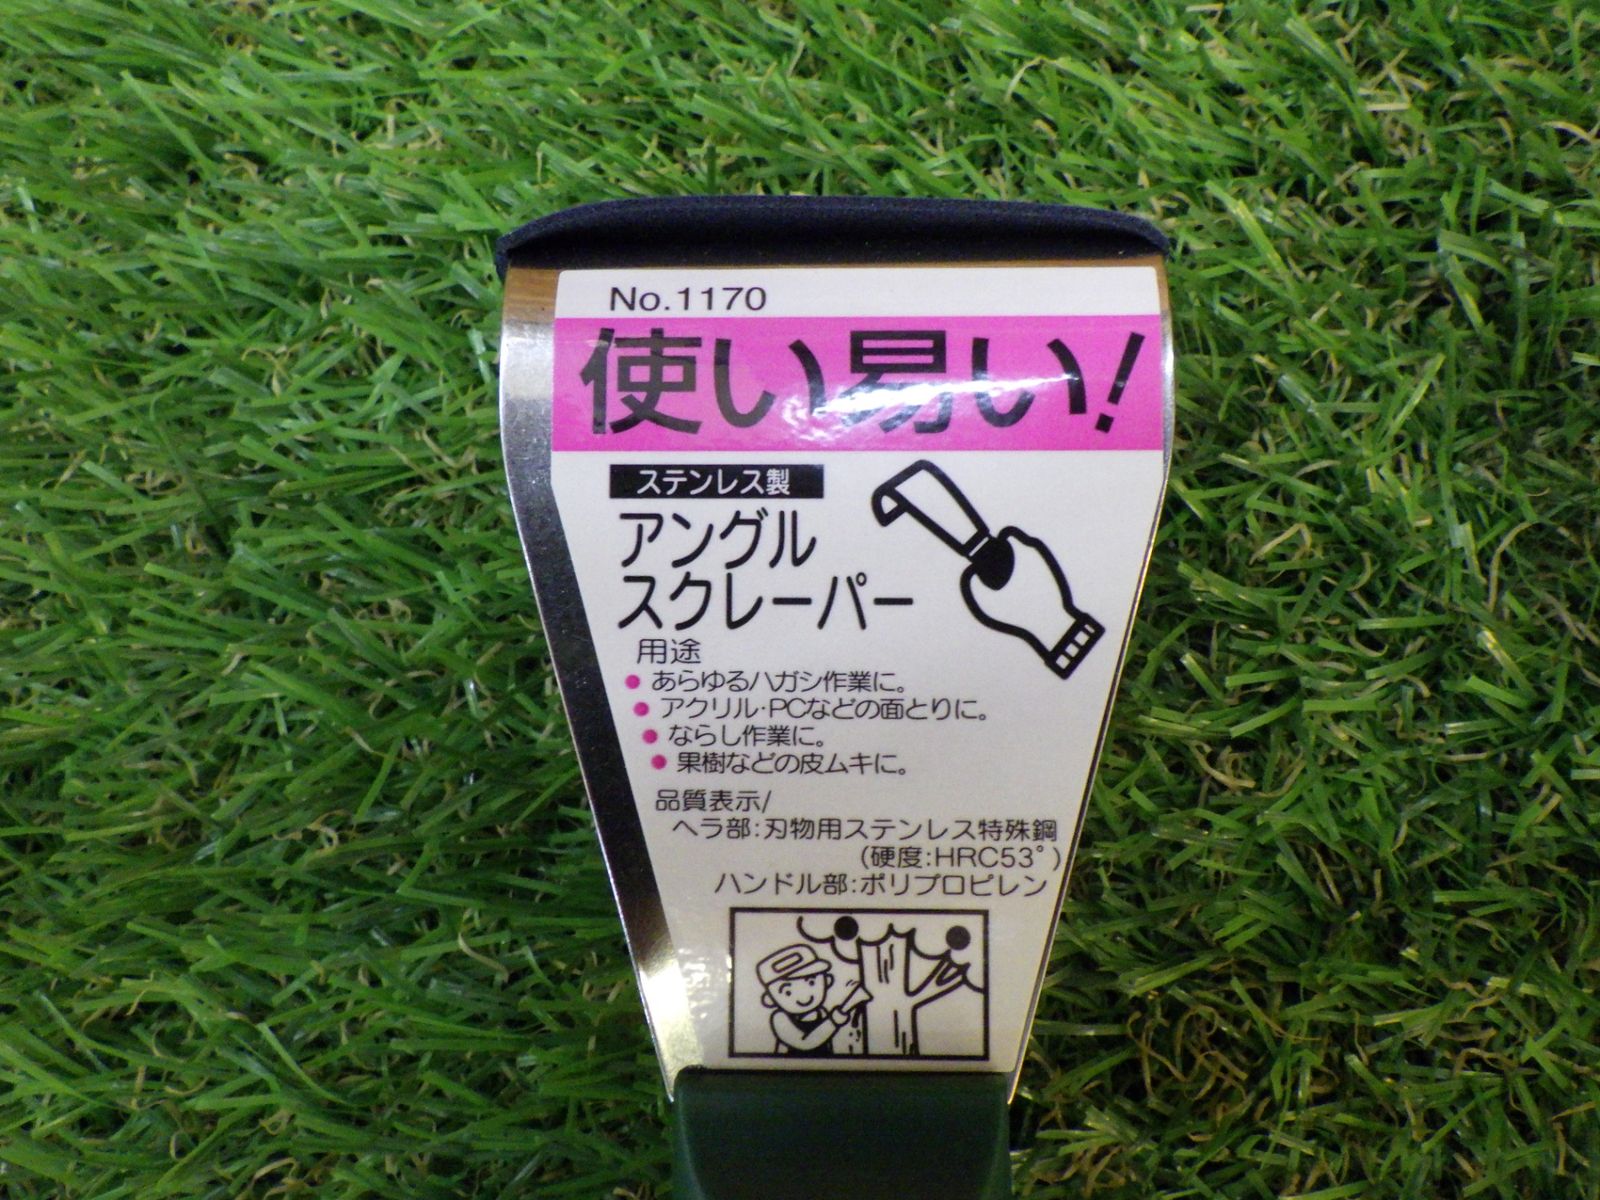 No.1170
使い易い!
ステンレス製
アングル
スクレーパー
用途
● あらゆるハガシ作業に。
● アクリル・PCなどの面とりに。
● ならし作業に。
● 果樹などの皮ムキに。
品質表示/
ヘラ部:刃物用ステンレス特殊鋼
(硬度:HRC53°)
ハンドル部:ポリプロピレン